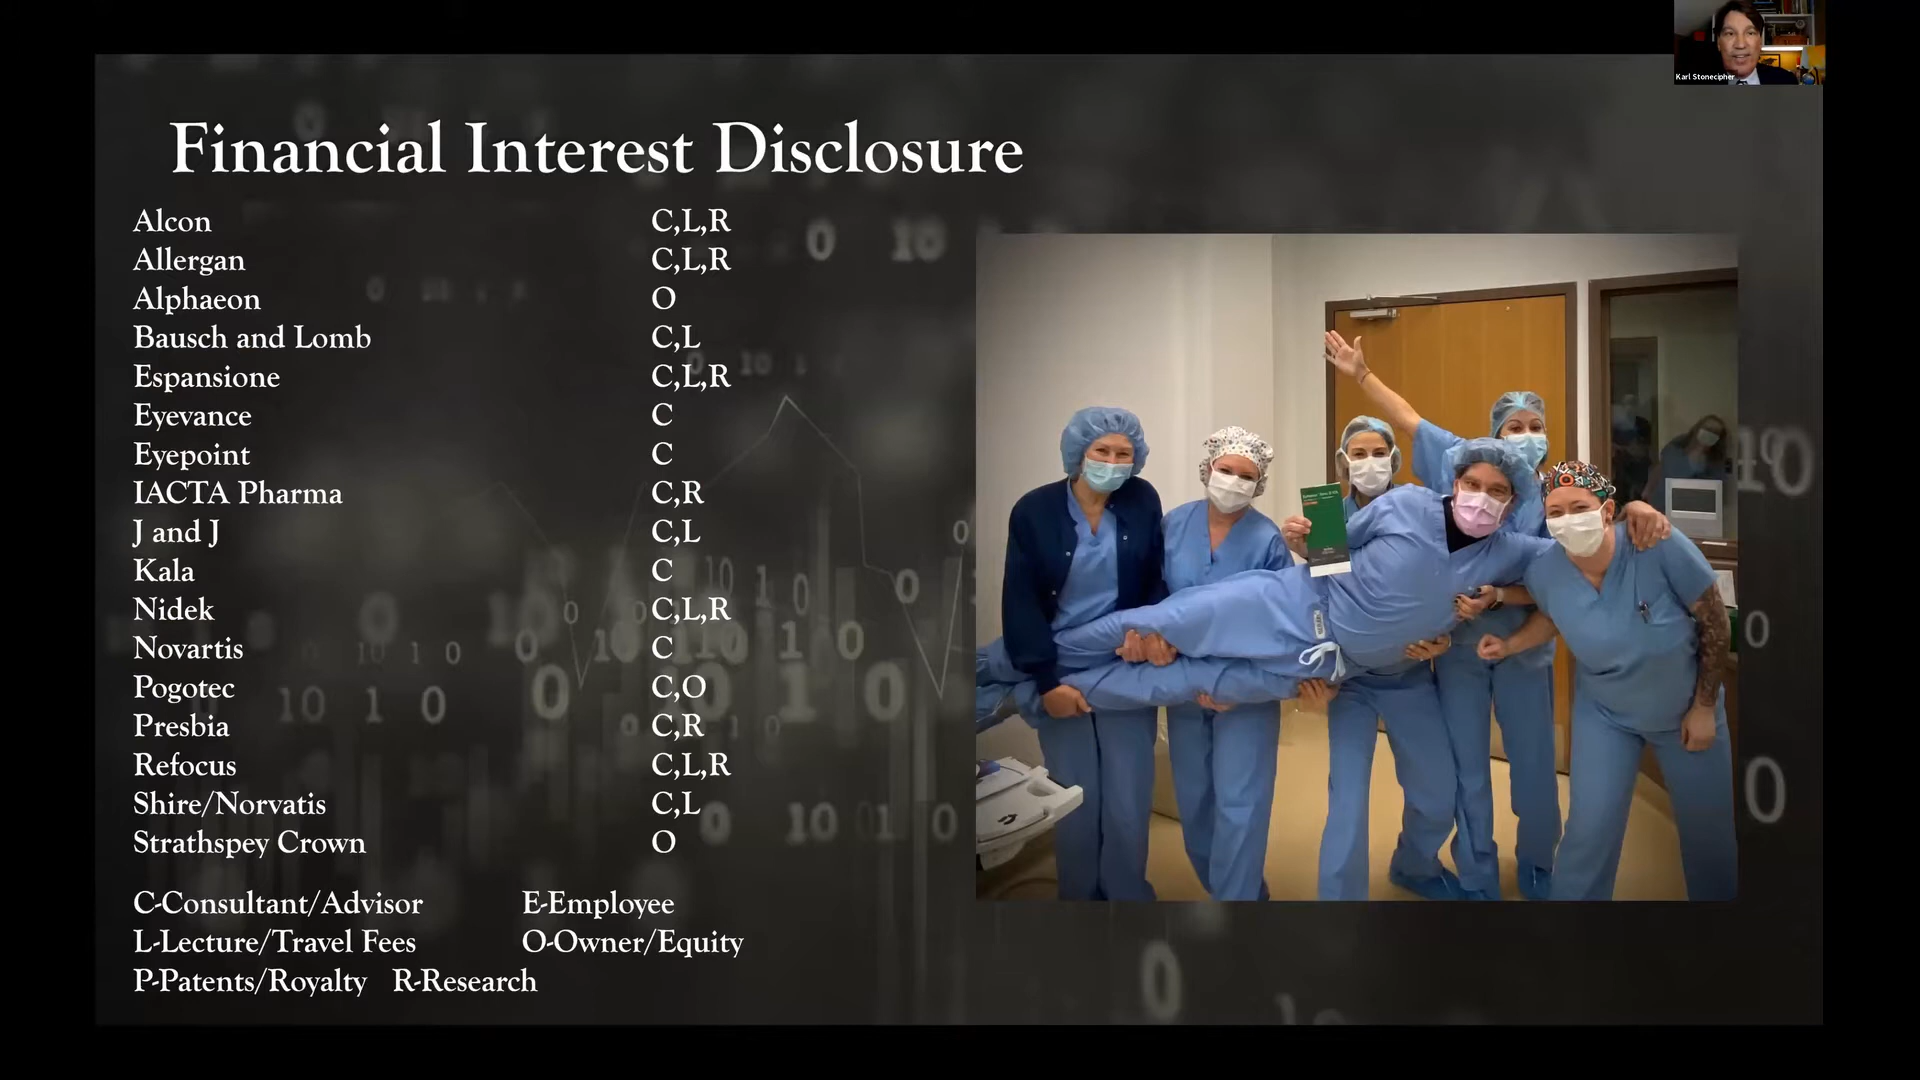 Karl Stonecipher
Financial Interest Disclosure
Alcon C,L,R
Allergan C,L,R
Alphaeon O
Bausch and Lomb C,L
Espansione C,L,R
Eyevance C
Eyepoint C
IACTA Pharma C,R
J and J C,L
Kala C
Nidek C,L,R
Novartis C
Pogotec C,O
Presbia C,R
Refocus C,L,R
Shire/Norvatis C,L
Strathspey Crown O
C-Consultant/Advisor E-Employee
L-Lecture/Travel Fees O-Owner/Equity
P-Patents/Royalty R-Research